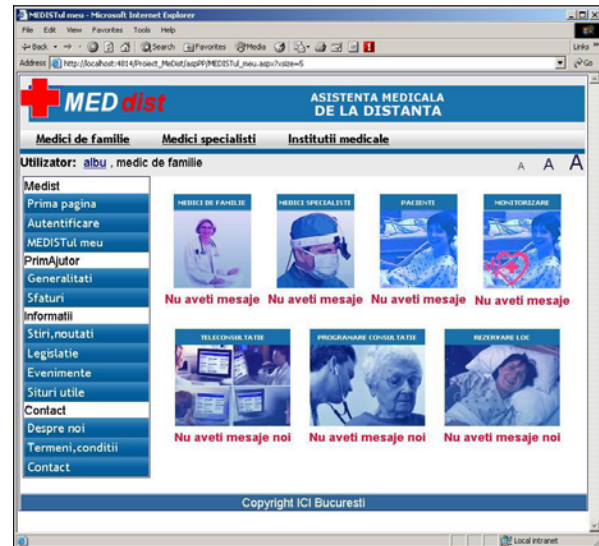 MEDISTul meu - Microsoft Internet Explorer
File Edit View Favorites Tools Help
Back Search Favorites Media Links
Address http://localhost:4814/Proiect_MeDist/aspPP/MEDISTul_meu.aspx?xsize=5 Go
MED dist
ASISTENTA MEDICALA
DE LA DISTANTA
Medici de familie Medici specialisti Institutii medicale
Utilizator: albu , medic de familie A A A
Medist
Prima pagina
Autentificare
MEDISTul meu
PrimAjutor
Generalitati
Sfaturi
Informatii
Stiri,noutati
Legislatie
Evenimente
Situri utile
Contact
Despre noi
Termeni,conditii
Contact
MEDICI DE FAMILIE MEDICI SPECIALISTI PACIENTI MONITORIZARE
Nu aveti mesaje Nu aveti mesaje Nu aveti mesaje Nu aveti mesaje
TELECONSULTATIE PROGRAMARE CONSULTATIE REZERVARE LOC
Nu aveti mesaje noi Nu aveti mesaje noi Nu aveti mesaje noi
Copyright ICI Bucuresti
Local intranet